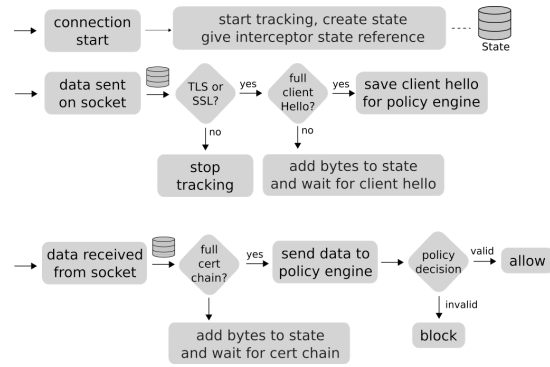 connection
start
start tracking, create state
give interceptor state reference
State
data sent
on socket
TLS or
SSL?
yes
full
client
Hello?
yes
save client hello
for policy engine
no
no
stop
tracking
add bytes to state
and wait for client hello
data received
from socket
full
cert
chain?
yes
send data to
policy engine
policy
decision
valid
allow
invalid
block
add bytes to state
and wait for cert chain